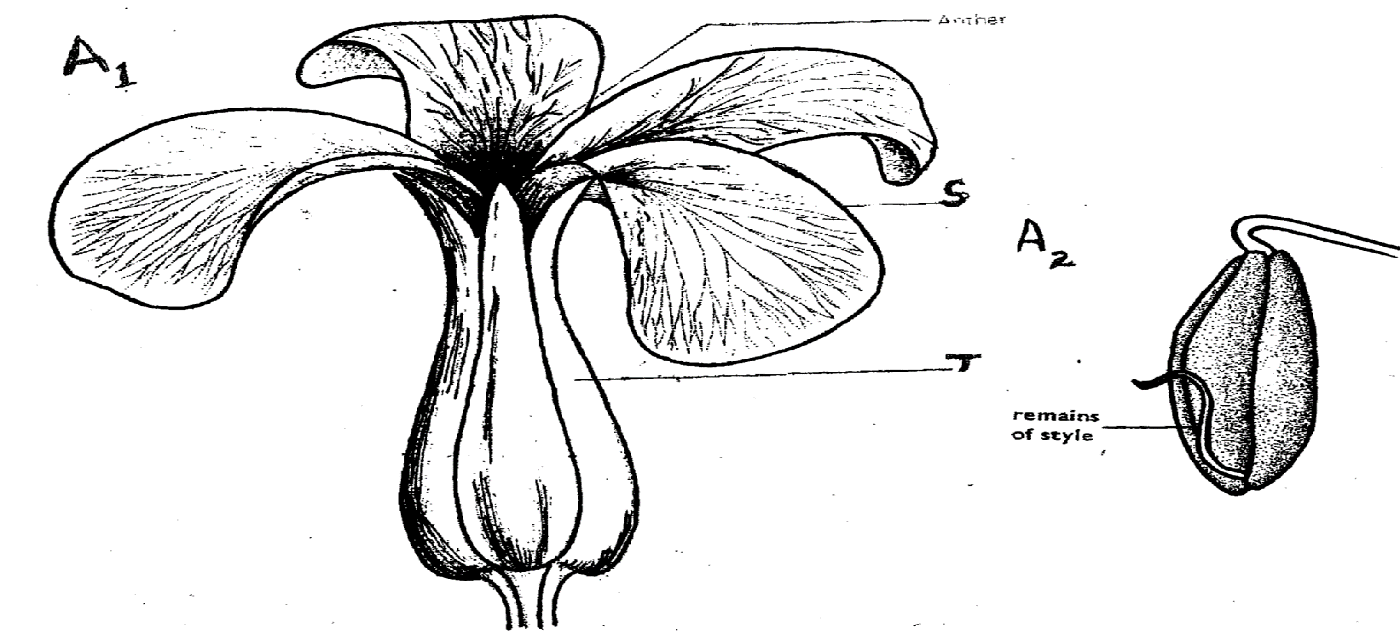 A1
Anther
S
A2
T
remains
of style